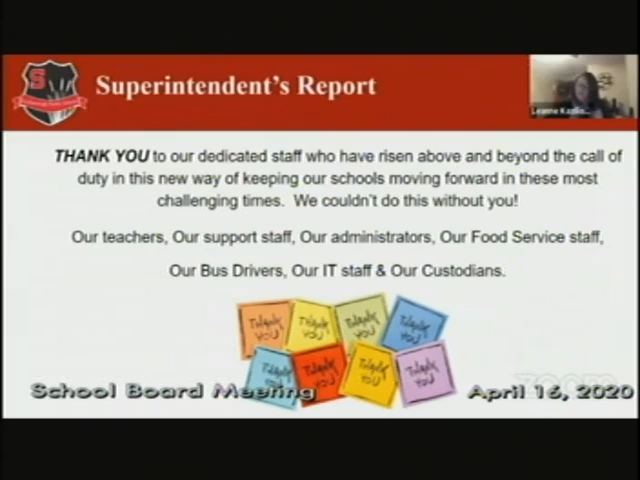 S
Superintendent's Report
Leanne
THANK YOU to our dedicated staff who have risen above and beyond the call of
duty in this new way of keeping our schools moving forward in these most
challenging times.  We couldn't do this without you!
Our teachers, Our support staff, Our administrators, Our Food Service staff,
Our Bus Drivers, Our IT staff & Our Custodians.
THANK YOU
THANK YOU
THANK YOU
THANK YOU
THANK YOU
THANK YOU
THANK YOU
THANK YOU
zoom
School Board Meeting
April 16, 2020